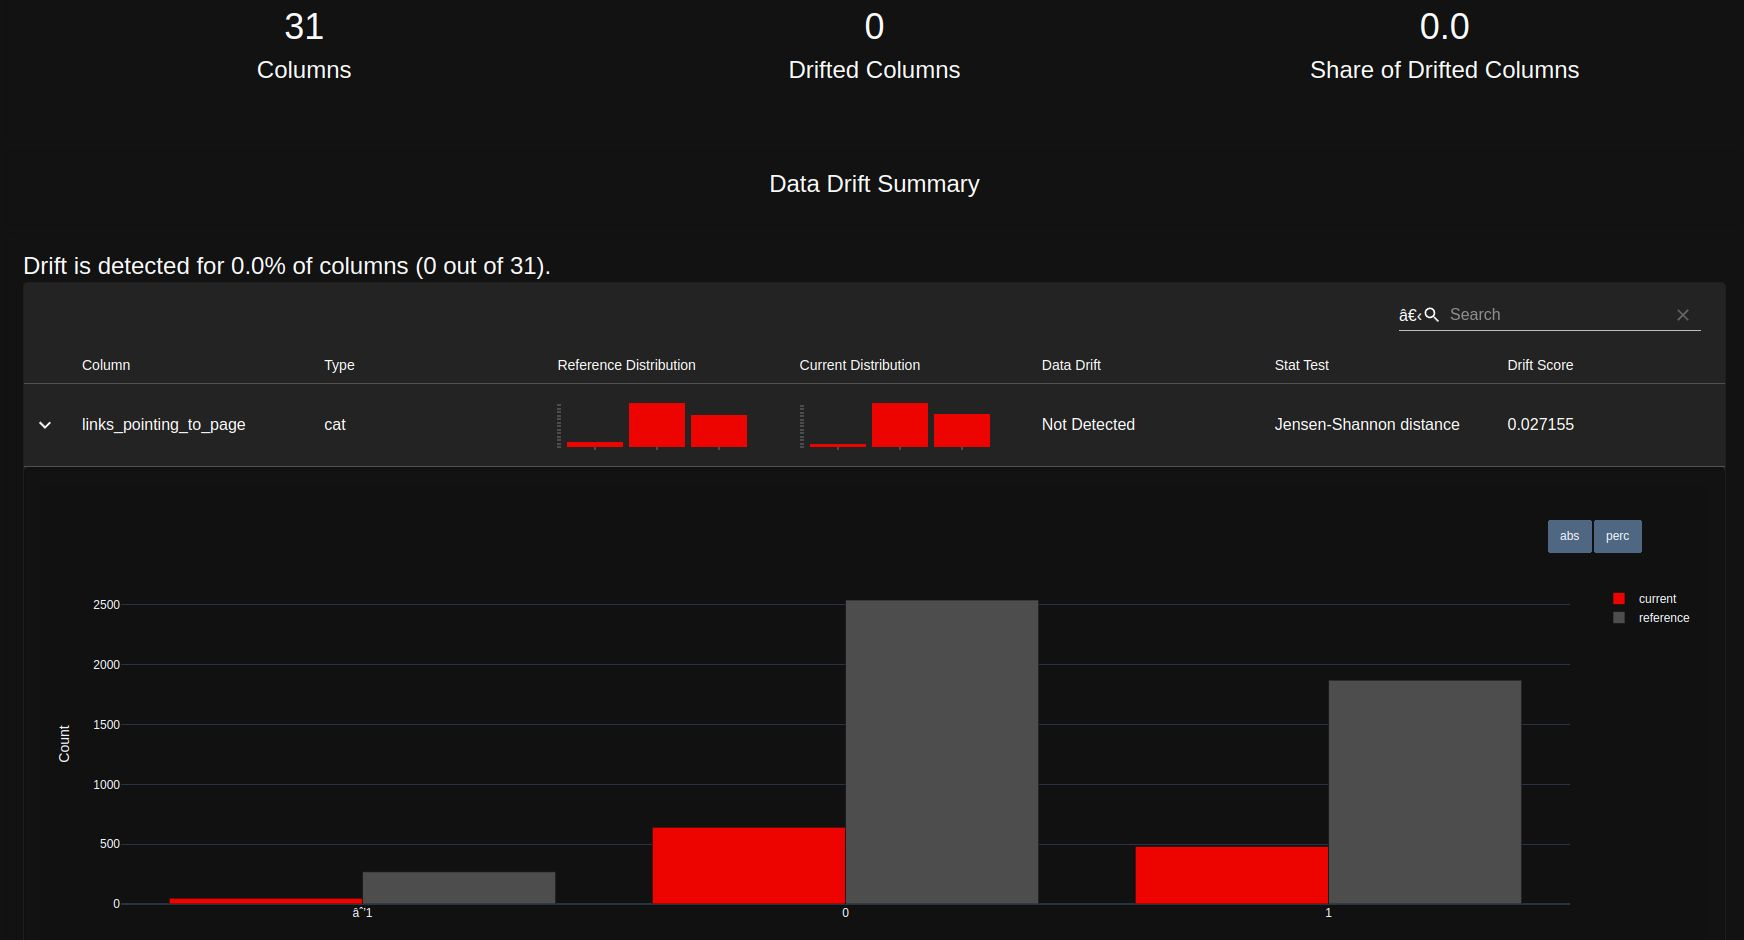 31 0 0.0
Columns Drifted Columns Share of Drifted Columns
Data Drift Summary
Drift is detected for 0.0% of columns (0 out of 31).
â€‹ Search
Column Type Reference Distribution Current Distribution Data Drift Stat Test Drift Score
links_pointing_to_page cat Not Detected Jensen-Shannon distance 0.027155
abs perc
current
reference
2500
2000
1500
1000
500
0
Count
âˆ’1 0 1